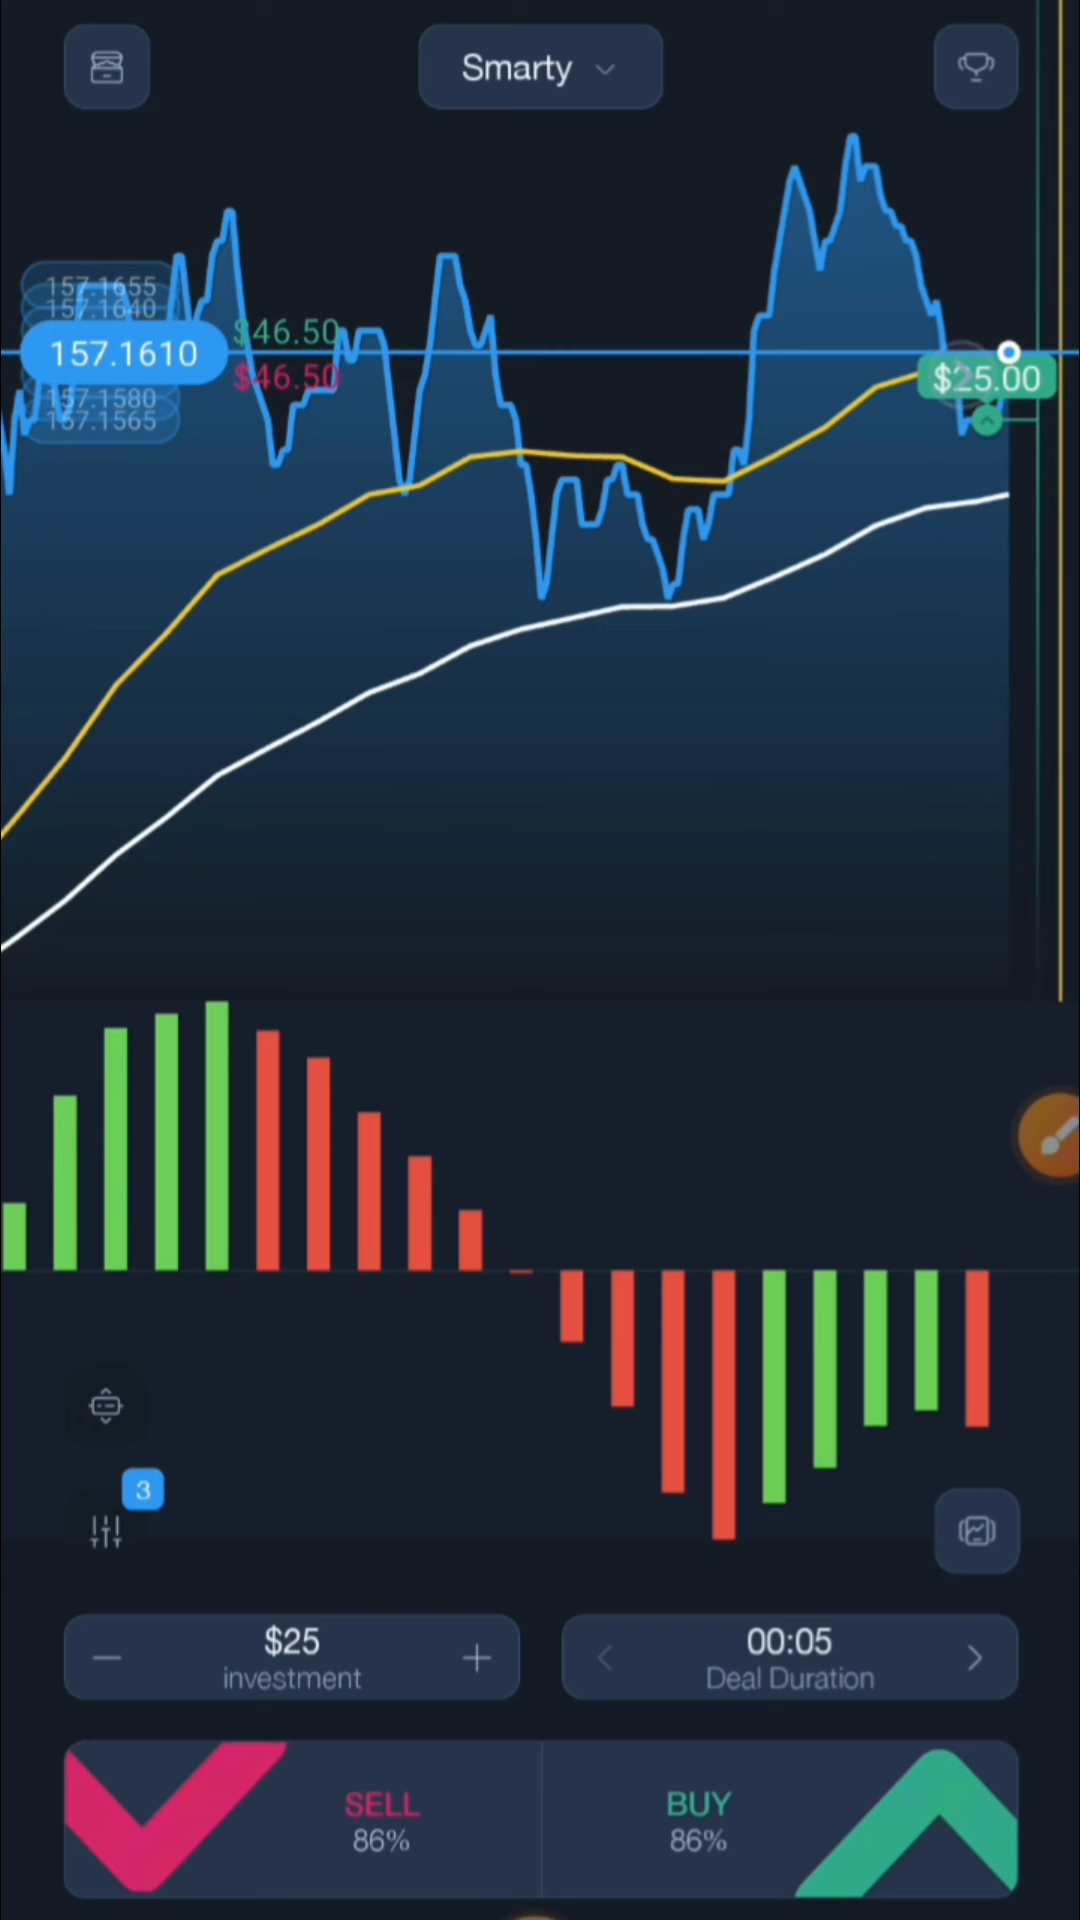 Smarty
157.1655
157.1640
157.1610
157.1580
157.1565
$46.50
$46.50
$25.00
3
$25
investment
00:05
Deal Duration
SELL
86%
BUY
86%